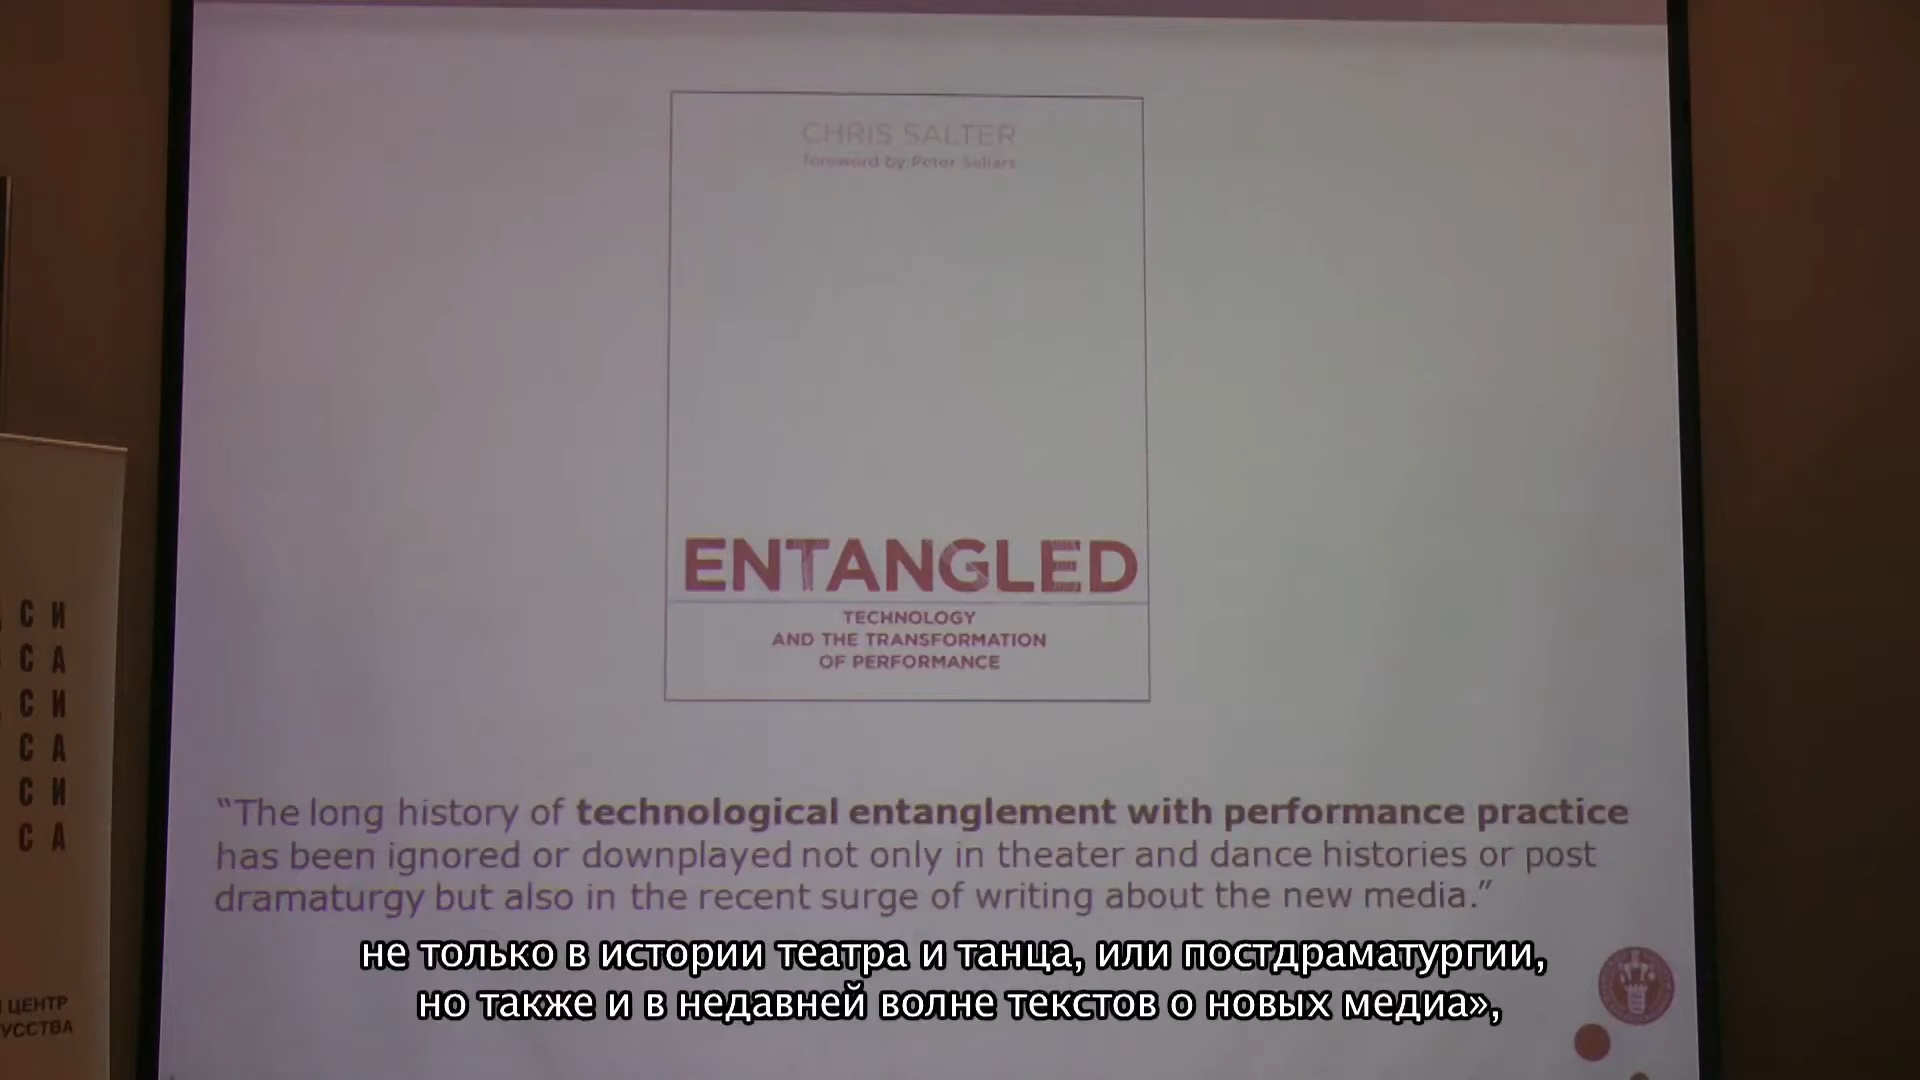 CHRIS SALTER
foreword by Peter Sellars
ENTANGLED
TECHNOLOGY
AND THE TRANSFORMATION
OF PERFORMANCE
“The long history of technological entanglement with performance practice
has been ignored or downplayed not only in theater and dance histories or post
dramaturgy but also in the recent surge of writing about the new media.”
не только в истории театра и танца, или постдраматургии,
но также и в недавней волне текстов о новых медиа»,
С И
С А
С И
С А
С И
С А
ЦЕНТР